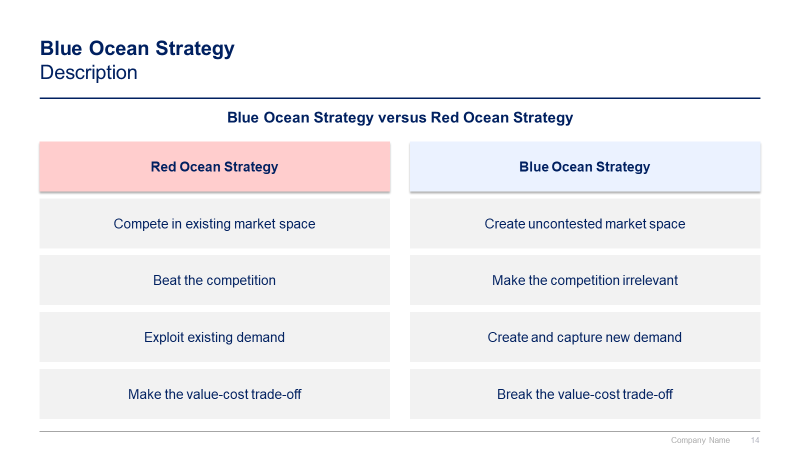 Blue Ocean Strategy
Description
Blue Ocean Strategy versus Red Ocean Strategy
Red Ocean Strategy
Blue Ocean Strategy
Compete in existing market space
Create uncontested market space
Beat the competition
Make the competition irrelevant
Exploit existing demand
Create and capture new demand
Make the value-cost trade-off
Break the value-cost trade-off
Company Name 14